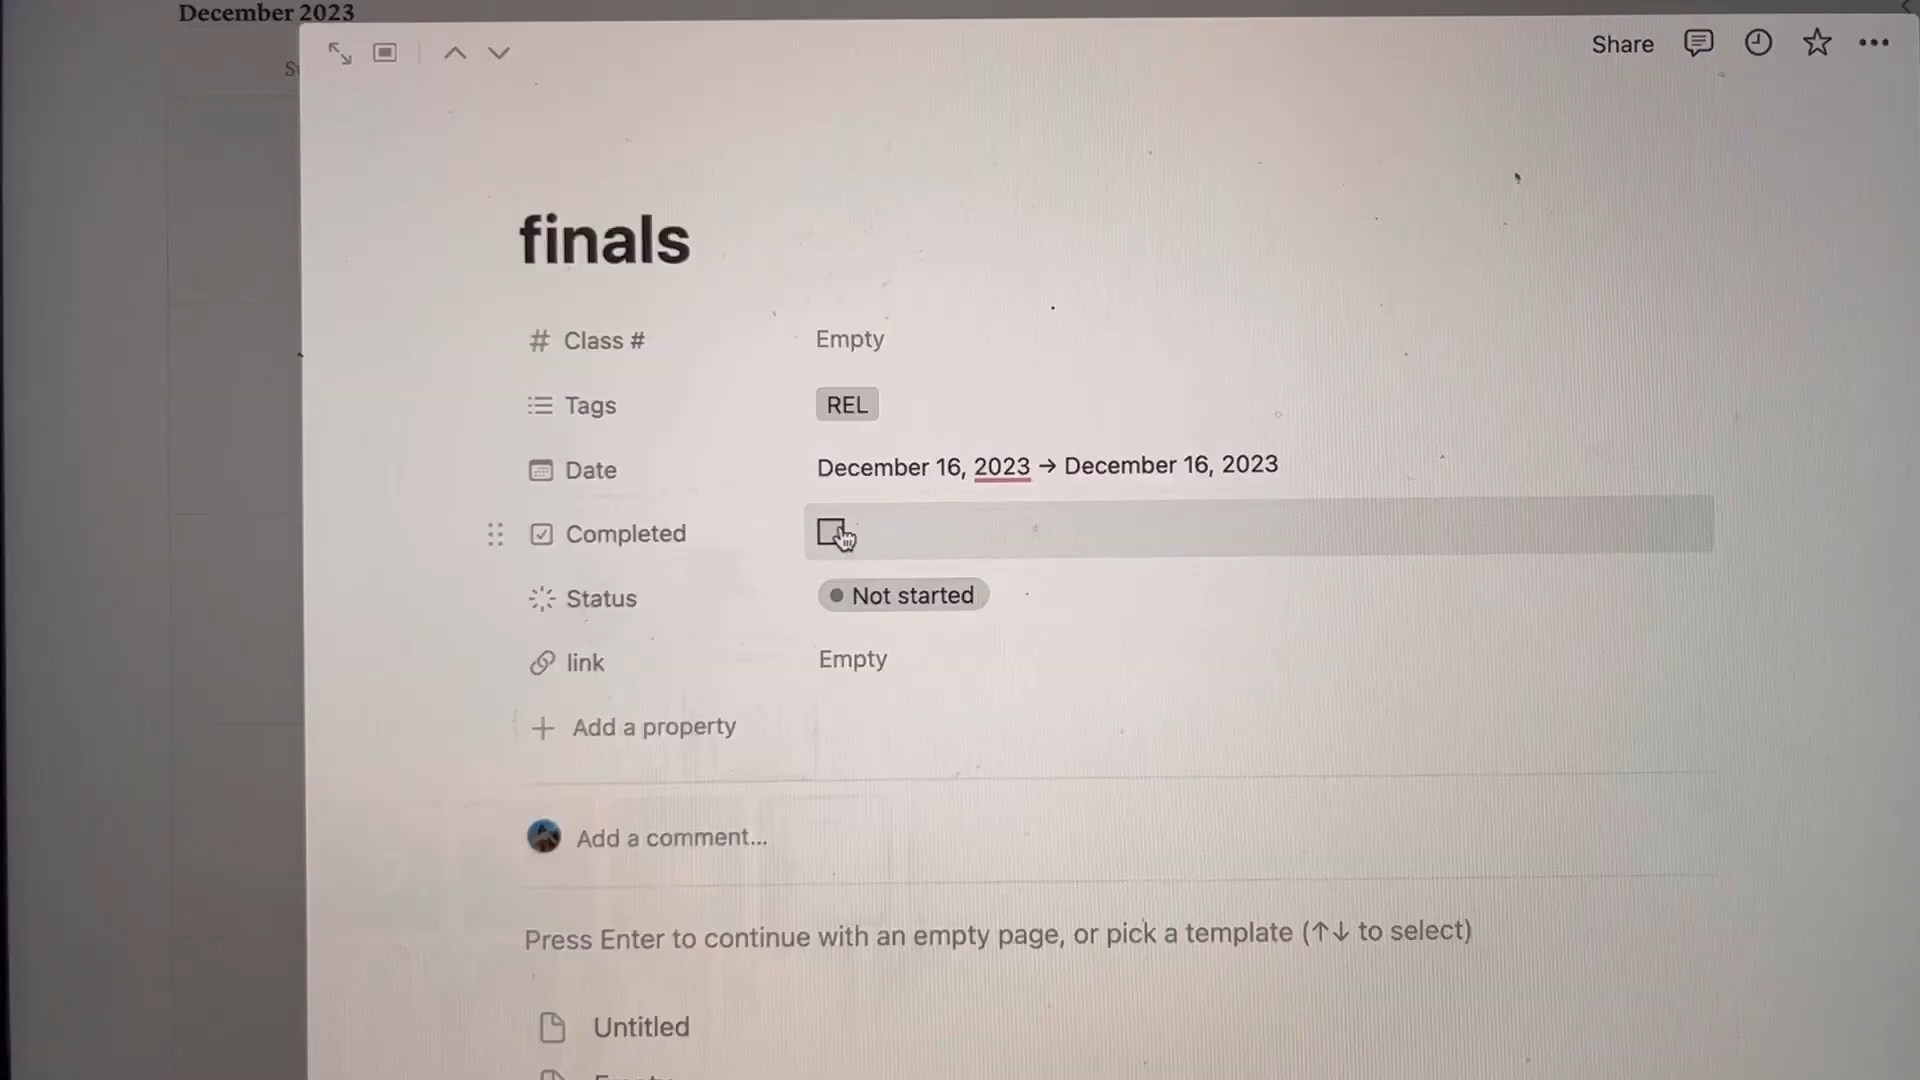 December 2023
Share
finals
Class #
Empty
Tags
REL
Date
December 16, 2023 → December 16, 2023
Completed
Status
Not started
link
Empty
Add a property
Add a comment...
Press Enter to continue with an empty page, or pick a template (↑↓ to select)
Untitled